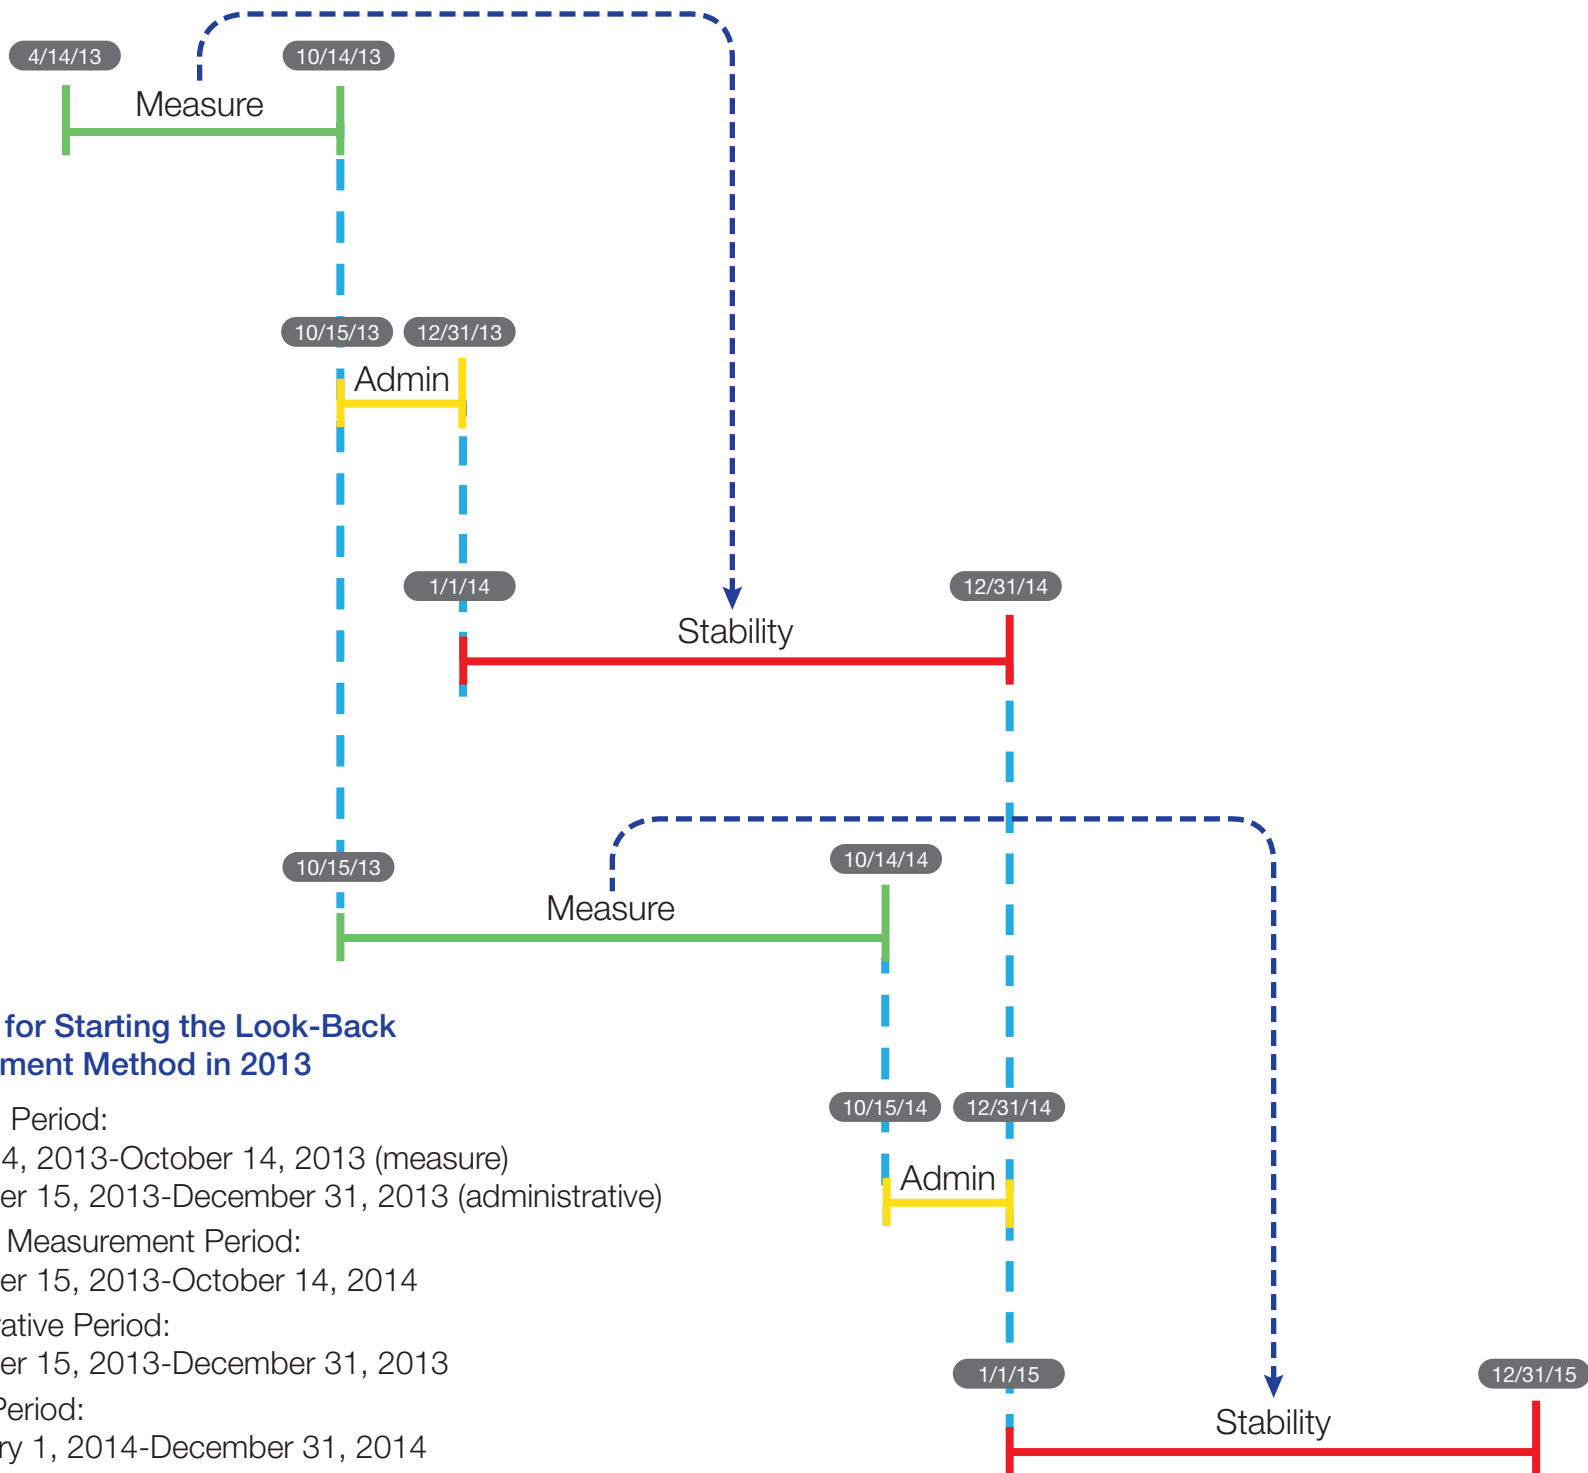 4/14/13
10/14/13
Measure
10/15/13
12/31/13
Admin
1/1/14
12/31/14
Stability
10/15/13
10/14/14
Measure
for Starting the Look-Back
ment Method in 2013
Period:
4, 2013-October 14, 2013 (measure)
er 15, 2013-December 31, 2013 (administrative)
Measurement Period:
er 15, 2013-October 14, 2014
rative Period:
er 15, 2013-December 31, 2013
Period:
ry 1, 2014-December 31, 2014
10/15/14
12/31/14
Admin
1/1/15
12/31/15
Stability